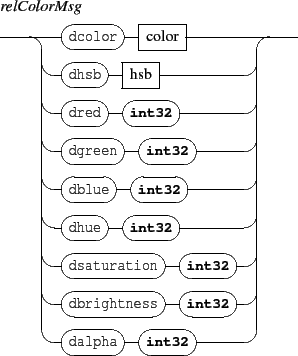 relColorMsg
dcolor color
dhsb hsb
dred int32
dgreen int32
dblue int32
dhue int32
dsaturation int32
dbrightness int32
dalpha int32